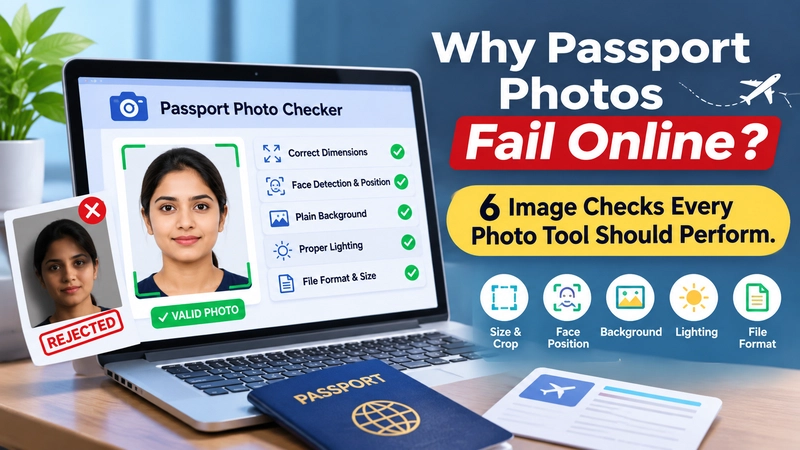 Why Passport
Photos
Fail Online?
6 Image Checks Every
Photo Tool Should Perform.
Size &
Crop
Face
Position
Background
Lighting
File
Format
Passport Photo Checker
Correct Dimensions
Face Detection & Position
Plain Background
Proper Lighting
File Format & Size
VALID PHOTO
REJECTED
PASSPORT